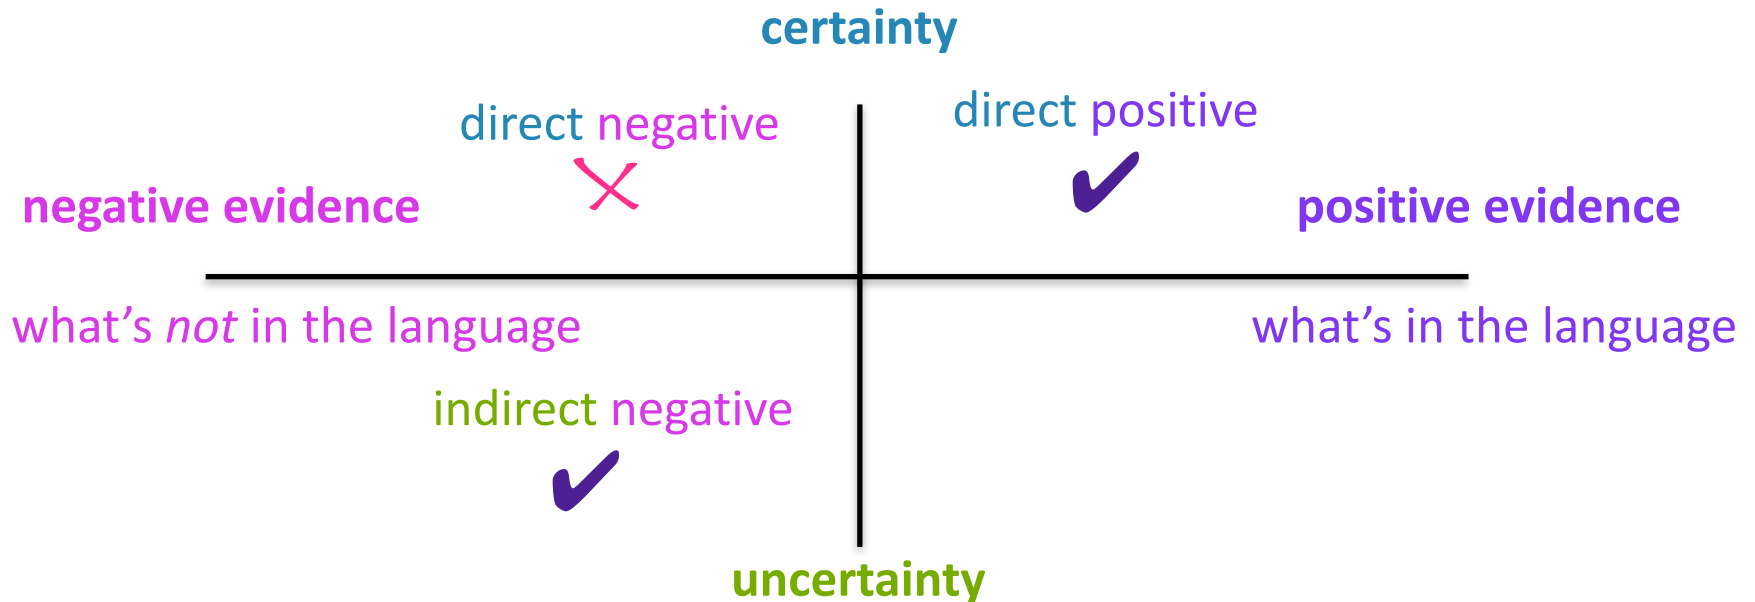 certainty
direct negative
direct positive
negative evidence
positive evidence
what’s not in the language
what’s in the language
indirect negative
uncertainty